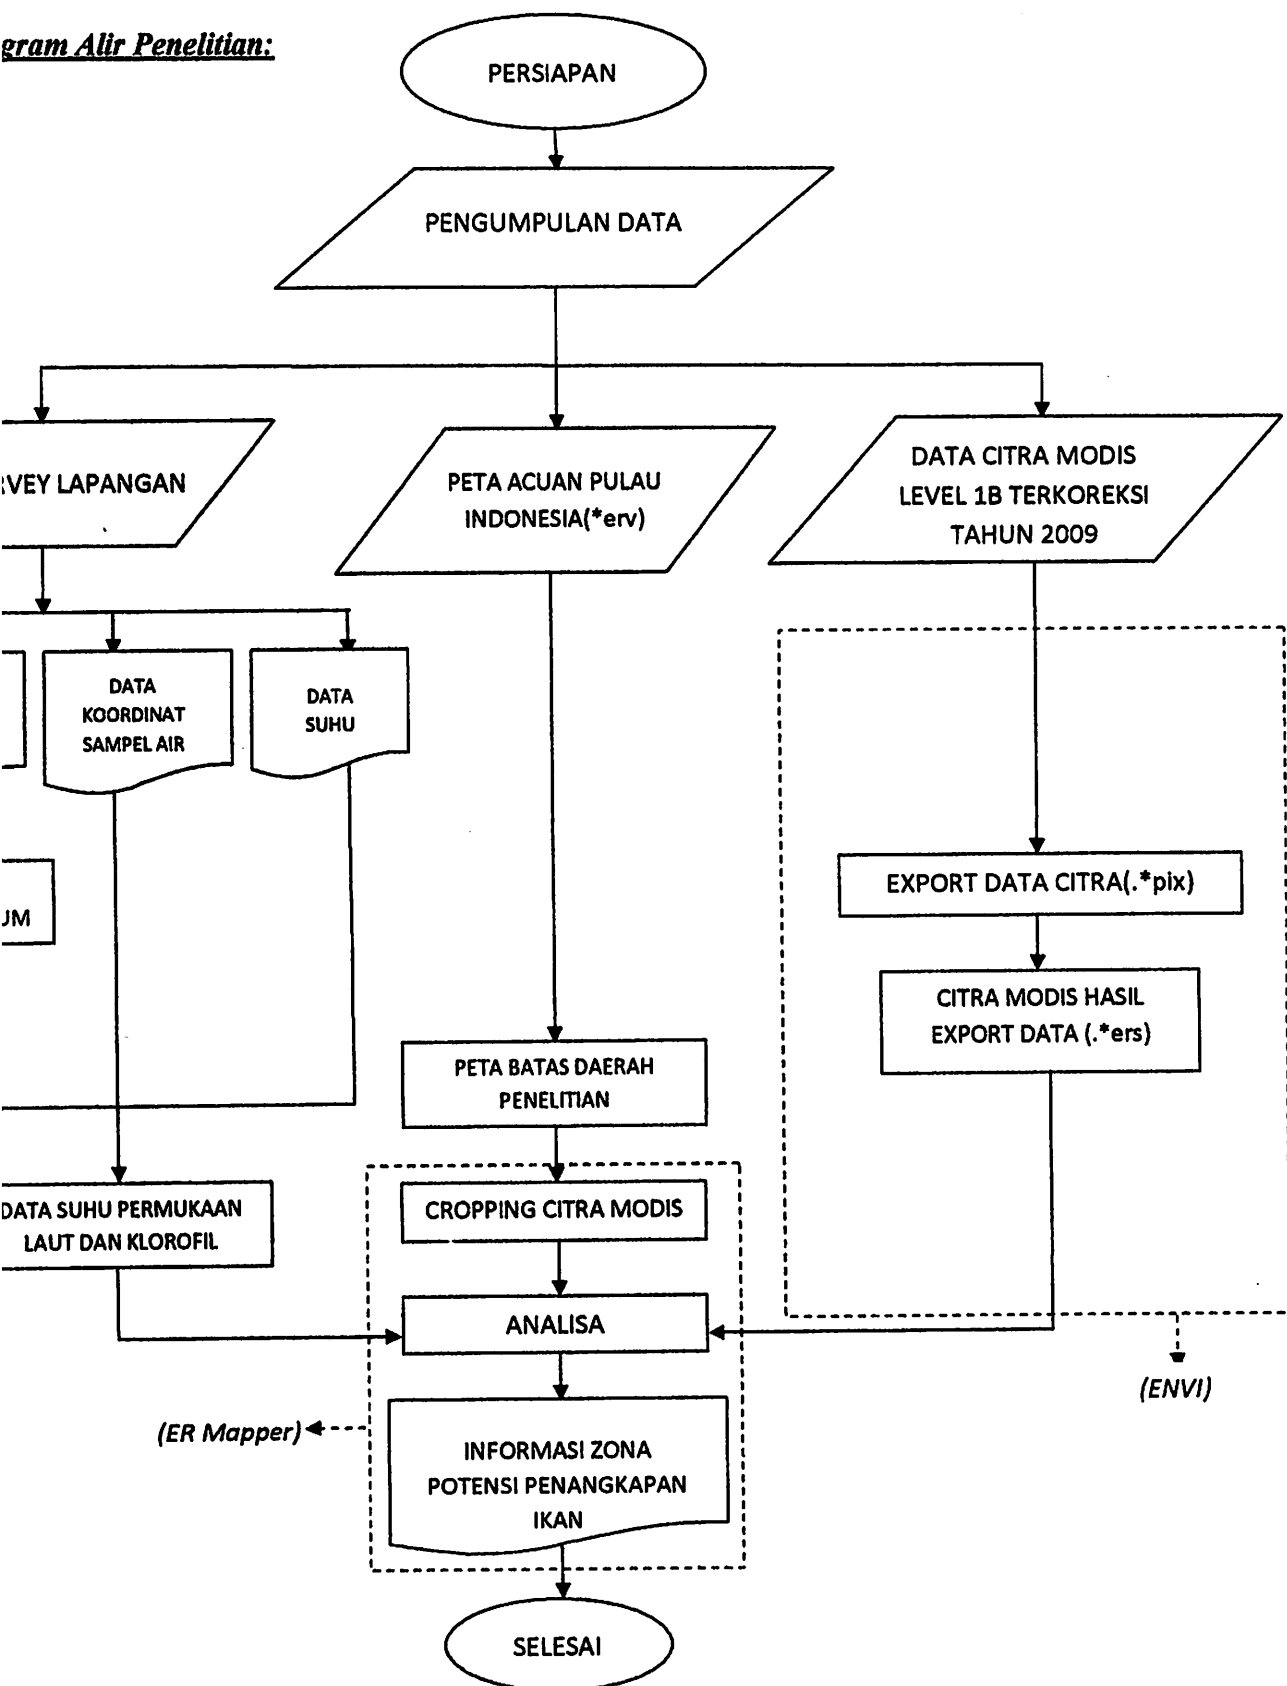 gram Alir Penelitian:
PERSIAPAN
PENGUMPULAN DATA
RVEY LAPANGAN
PETA ACUAN PULAU
INDONESIA(*erv)
DATA CITRA MODIS
LEVEL 1B TERKOREKSI
TAHUN 2009
DATA
KOORDINAT
SAMPEL AIR
DATA
SUHU
UM
EXPORT DATA CITRA(.*pix)
CITRA MODIS HASIL
EXPORT DATA (.*ers)
PETA BATAS DAERAH
PENELITIAN
DATA SUHU PERMUKAAN
LAUT DAN KLOROFIL
CROPPING CITRA MODIS
ANALISA
(ENVI)
(ER Mapper)
INFORMASI ZONA
POTENSI PENANGKAPAN
IKAN
SELESAI